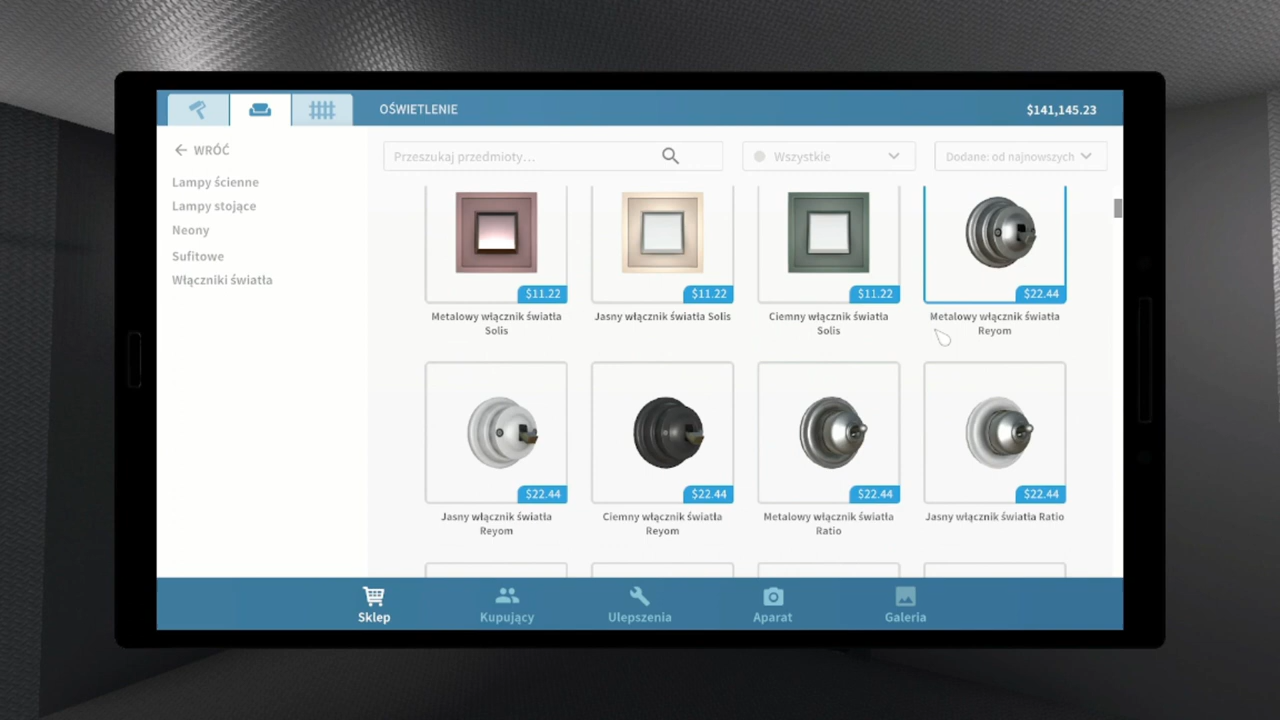 OŚWIETLENIE
$141,145.23
WRÓĆ
Lampy ścienne
Lampy stojące
Neony
Sufitowe
Włączniki światła
Przeszukaj przedmioty...
Wszystkie
Dodane: od najnowszych
$11.22
$11.22
$11.22
$22.44
Metalowy włącznik światła
Solis
Jasny włącznik światła Solis
Ciemny włącznik światła
Solis
Metalowy włącznik światła
Reyom
$22.44
$22.44
$22.44
$22.44
Jasny włącznik światła
Reyom
Ciemny włącznik światła
Reyom
Metalowy włącznik światła
Ratio
Jasny włącznik światła Ratio
Sklep
Kupujący
Ulepszenia
Aparat
Galeria